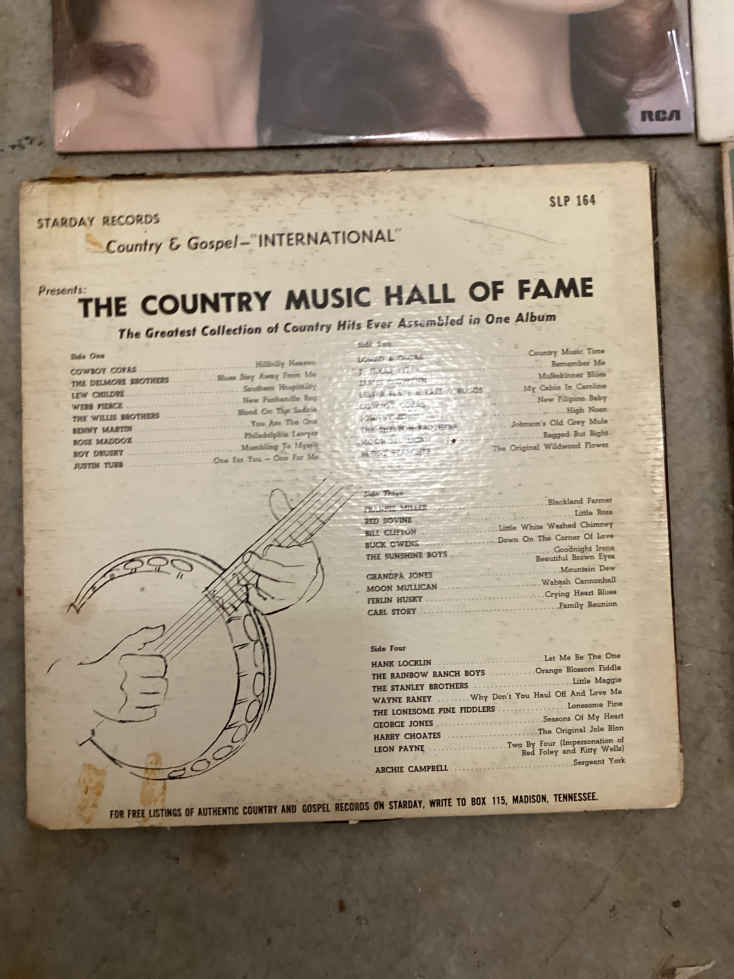 RCA
STARDAY RECORDS
SLP 164
Country & Gospel—"INTERNATIONAL"
Presents:
THE COUNTRY MUSIC HALL OF FAME
The Greatest Collection of Country Hits Ever Assembled in One Album
Side One
COWBOY COPAS Hillbilly Heaven
THE DELMORE BROTHERS Blues Stay Away From Me
LEW CHILDRE Southern Hospitality
WEBB PIERCE New Panhandle Rag
THE WILLIS BROTHERS Blood On The Saddle
BENNY MARTIN You Are The One
ROSE MADDOX Philadelphia Lawyer
ROY DRUSKY Mumbling To Myself
JUSTIN TUBB One For You — One For Me
Side Two
Country Music Time
Remember Me
Muleskinner Blues
My Cabin In Caroline
New Filipino Baby
High Noon
Johnson's Old Grey Mule
Ragged But Right
The Original Wildwood Flower
Side Three
FRANKIE MILLER Blackland Farmer
RED SOVINE Little Rosa
BILL CLIFTON Little White Washed Chimney
BUCK OWENS Down On The Corner Of Love
THE SUNSHINE BOYS Goodnight Irene
Beautiful Brown Eyes
GRANDPA JONES Mountain Dew
MOON MULLICAN Wabash Cannonball
FERLIN HUSKY Crying Heart Blues
CARL STORY Family Reunion
Side Four
HANK LOCKLIN Let Me Be The One
THE RAINBOW RANCH BOYS Orange Blossom Fiddle
THE STANLEY BROTHERS Little Maggie
WAYNE RANEY Why Don't You Haul Off And Love Me
THE LONESOME PINE FIDDLERS Lonesome Pine
GEORGE JONES Seasons Of My Heart
HARRY CHOATES The Original Jole Blon
LEON PAYNE Two By Four (Impersonation of
Red Foley and Kitty Wells)
ARCHIE CAMPBELL Sergeant York
FOR FREE LISTINGS OF AUTHENTIC COUNTRY AND GOSPEL RECORDS ON STARDAY, WRITE TO BOX 115, MADISON, TENNESSEE.